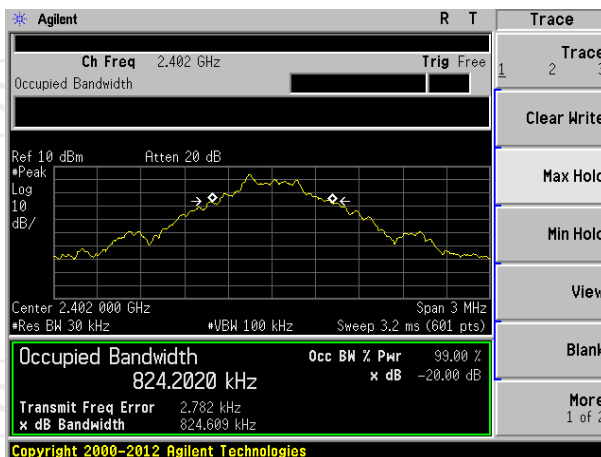 Agilent R T Trace
Ch Freq 2.402 GHz Trig Free
Occupied Bandwidth
Trace
1 2 3
Clear Write
Max Hold
Min Hold
View
Blank
More
1 of 2
Ref 10 dBm Atten 20 dB
#Peak
Log
10
dB/
Center 2.402 000 GHz Span 3 MHz
#Res BW 30 kHz #VBW 100 kHz Sweep 3.2 ms (601 pts)
Occupied Bandwidth Occ BW % Pwr 99.00 %
824.2020 kHz x dB -20.00 dB
Transmit Freq Error 2.782 kHz
x dB Bandwidth 824.609 kHz
Copyright 2000-2012 Agilent Technologies